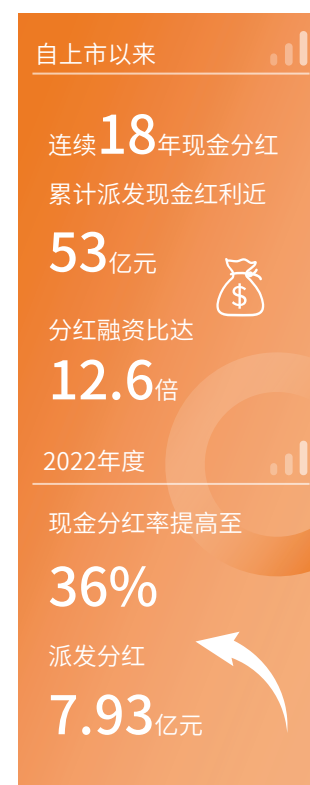 自上市以来
连续18年现金分红
累计派发现金红利近
53亿元
分红融资比达
12.6倍
2022年度
现金分红率提高至
36%
派发分红
7.93亿元